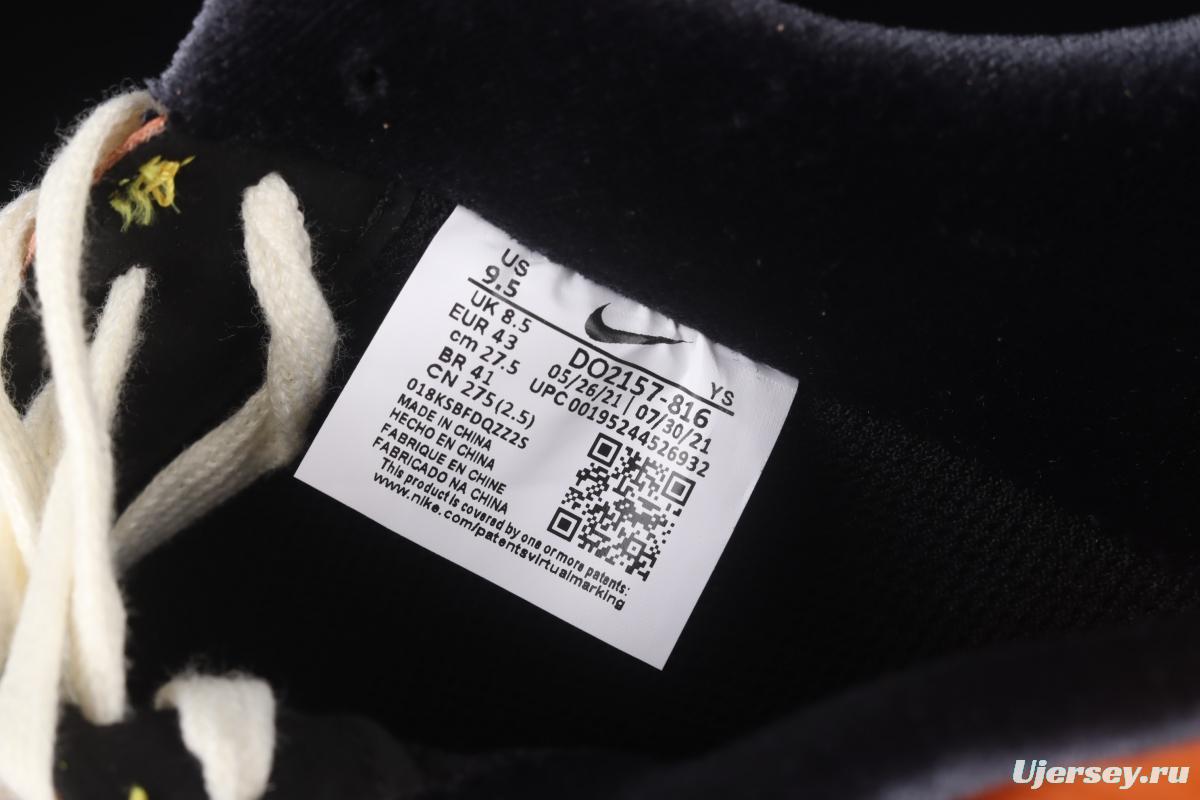 US
9.5
UK 8.5
EUR 43
cm 27.5
BR 41
CN 275(2.5)
018KSBFDQZZ2S
MADE IN CHINA
HECHO EN CHINA
FABRIQUE EN CHINE
FABRICADO NA CHINA
This product is covered by one or more patents:
www.nike.com/patentsvirtualmarking
YS
DO2157-816
05/26/21 | 07/30/21
UPC 00195244526932
Ujersey.ru